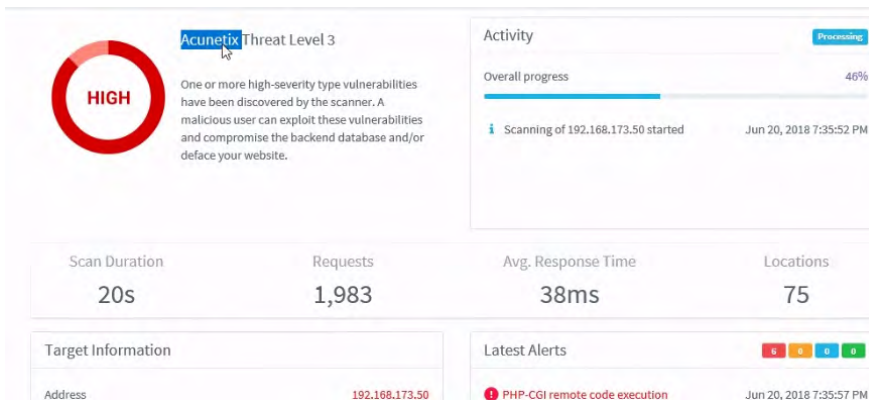 Acunetix Threat Level 3
HIGH
One or more high-severity type vulnerabilities
have been discovered by the scanner. A
malicious user can exploit these vulnerabilities
and compromise the backend database and/or
deface your website.
Activity
Processing
Overall progress
46%
Scanning of 192.168.173.50 started
Jun 20, 2018 7:35:52 PM
Scan Duration
Requests
Avg. Response Time
Locations
20s
1,983
38ms
75
Target Information
Address
192.168.173.50
Latest Alerts
0
0
PHP-CGI remote code execution
Jun 20, 2018 7:35:57 PM